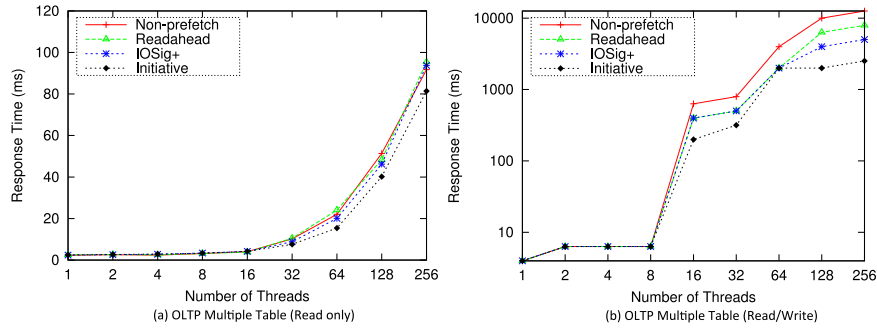 120
100
80
60
40
20
0
Response Time (ms)
Non-prefetch
Readahead
IOSig+
Initiative
1 2 4 8 16 32 64 128 256
Number of Threads
(a) OLTP Multiple Table (Read only)
10000
1000
100
10
Response Time (ms)
Non-prefetch
Readahead
IOSig+
Initiative
1 2 4 8 16 32 64 128 256
Number of Threads
(b) OLTP Multiple Table (Read/Write)